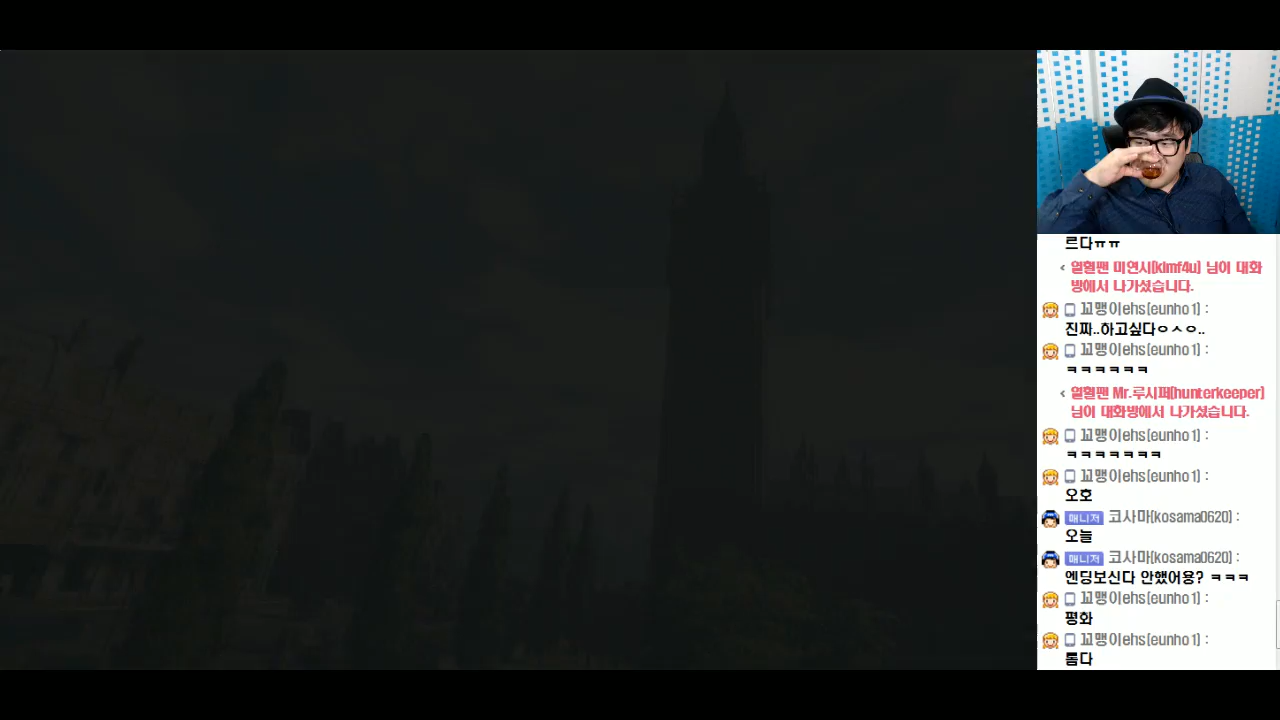 르다ㅠㅠ
< 열혈팬 미연시(klmf4u) 님이 대화
방에서 나가셨습니다.
꼬맹이ehs(eunho1) :
진짜..하고싶다ㅇㅅㅇ..
꼬맹이ehs(eunho1) :
ㅋㅋㅋㅋㅋㅋ
< 열혈팬 Mr.루시퍼(hunterkeeper)
님이 대화방에서 나가셨습니다.
꼬맹이ehs(eunho1) :
ㅋㅋㅋㅋㅋㅋㅋ
꼬맹이ehs(eunho1) :
오호
매니저 코사마(kosama0620) :
오늘
매니저 코사마(kosama0620) :
엔딩보신다 안했어용? ㅋㅋㅋ
꼬맹이ehs(eunho1) :
평화
꼬맹이ehs(eunho1) :
롭다